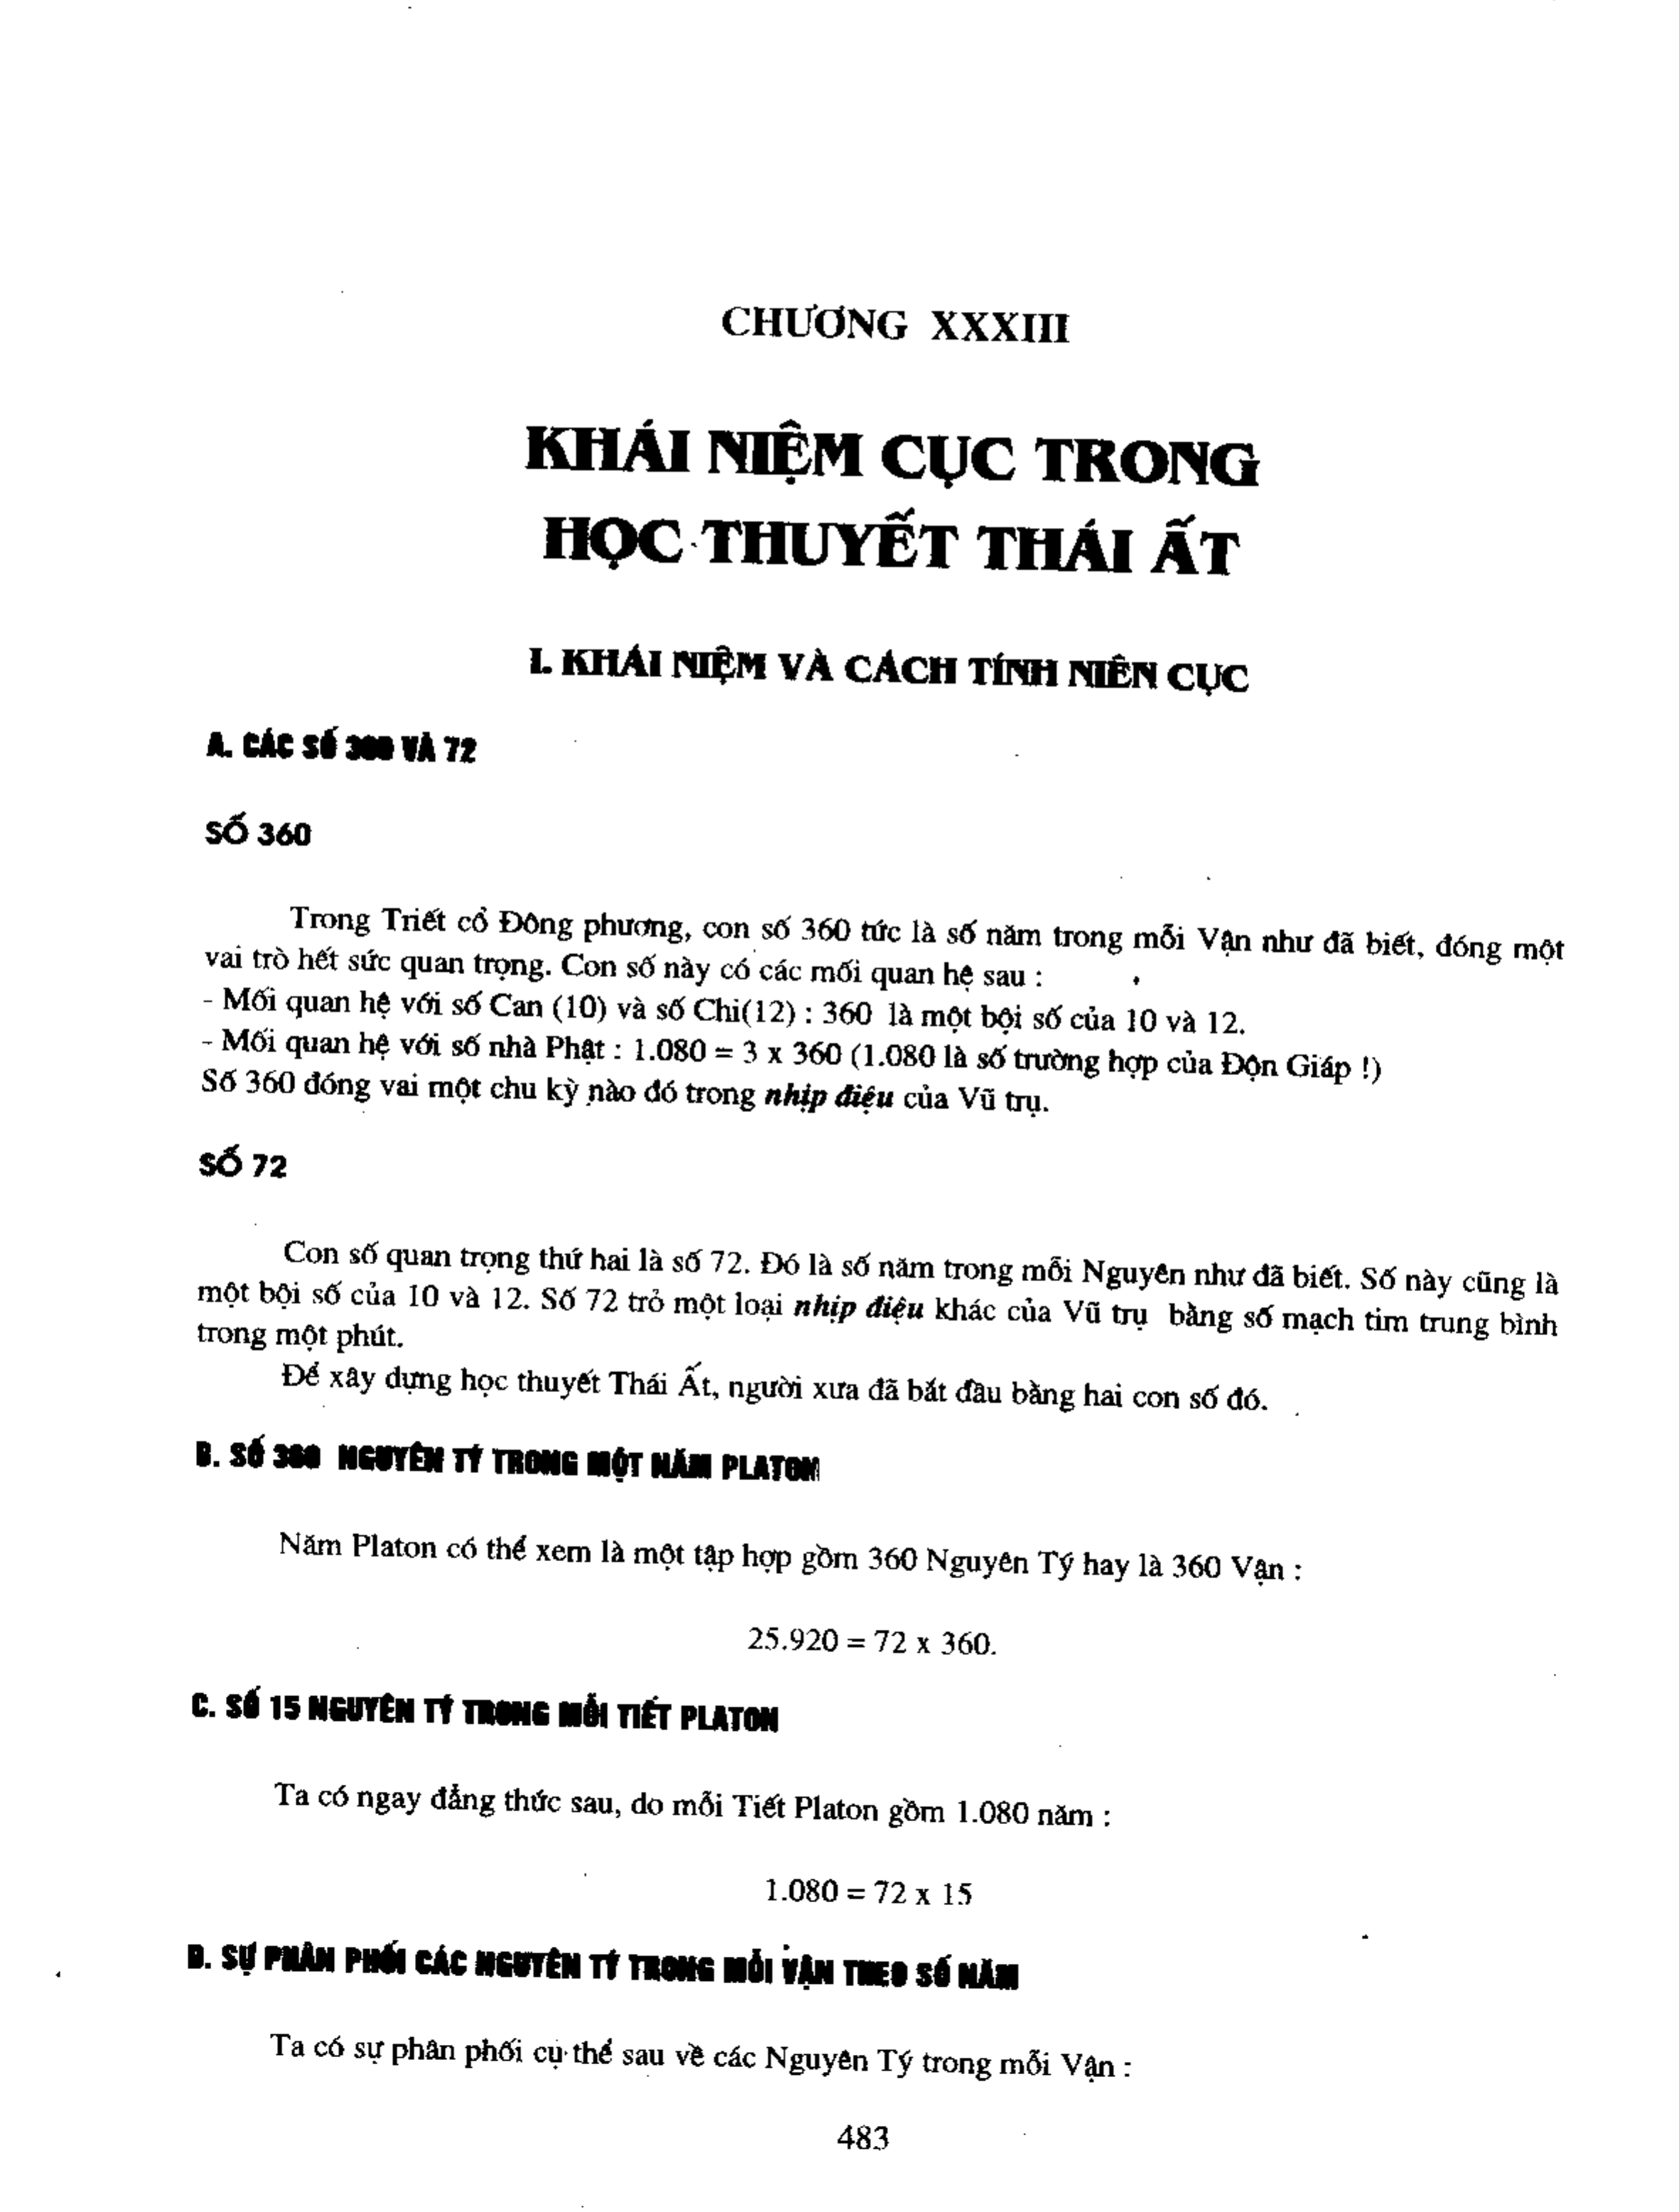 CHƯƠNG XXXIII
KHÁI NIỆM CỤC TRONG
HỌC THUYẾT THÁI ẤT
I. KHÁI NIỆM VÀ CÁCH TÍNH NIÊN CỤC
A. CÁC SỐ 360 VÀ 72
SỐ 360
Trong Triết cổ Đông phương, con số 360 tức là số năm trong mỗi Vận như đã biết, đóng một
vai trò hết sức quan trọng. Con số này có các mối quan hệ sau :
- Mối quan hệ với số Can (10) và số Chi(12) : 360 là một bội số của 10 và 12.
- Mối quan hệ với số nhà Phật : 1.080 = 3 x 360 (1.080 là số trường hợp của Độn Giáp !)
Số 360 đóng vai một chu kỳ nào đó trong nhịp điệu của Vũ trụ.
SỐ 72
Con số quan trọng thứ hai là số 72. Đó là số năm trong mỗi Nguyên như đã biết. Số này cũng là
một bội số của 10 và 12. Số 72 trỏ một loại nhịp điệu khác của Vũ trụ bằng số mạch tim trung bình
trong một phút.
Để xây dựng học thuyết Thái Ất, người xưa đã bắt đầu bằng hai con số đó.
B. SỐ 360 NGUYÊN TÝ TRONG MỘT NĂM PLATON
Năm Platon có thể xem là một tập hợp gồm 360 Nguyên Tý hay là 360 Vận :
25.920 = 72 x 360.
C. SỐ 15 NGUYÊN TÝ TRONG MỖI TIẾT PLATON
Ta có ngay đẳng thức sau, do mỗi Tiết Platon gồm 1.080 năm :
1.080 = 72 x 15
D. SỰ PHÂN PHỐI CÁC NGUYÊN TÝ TRONG MỖI VẬN THEO SỐ NĂM
Ta có sự phân phối cụ thể sau về các Nguyên Tý trong mỗi Vận :
483